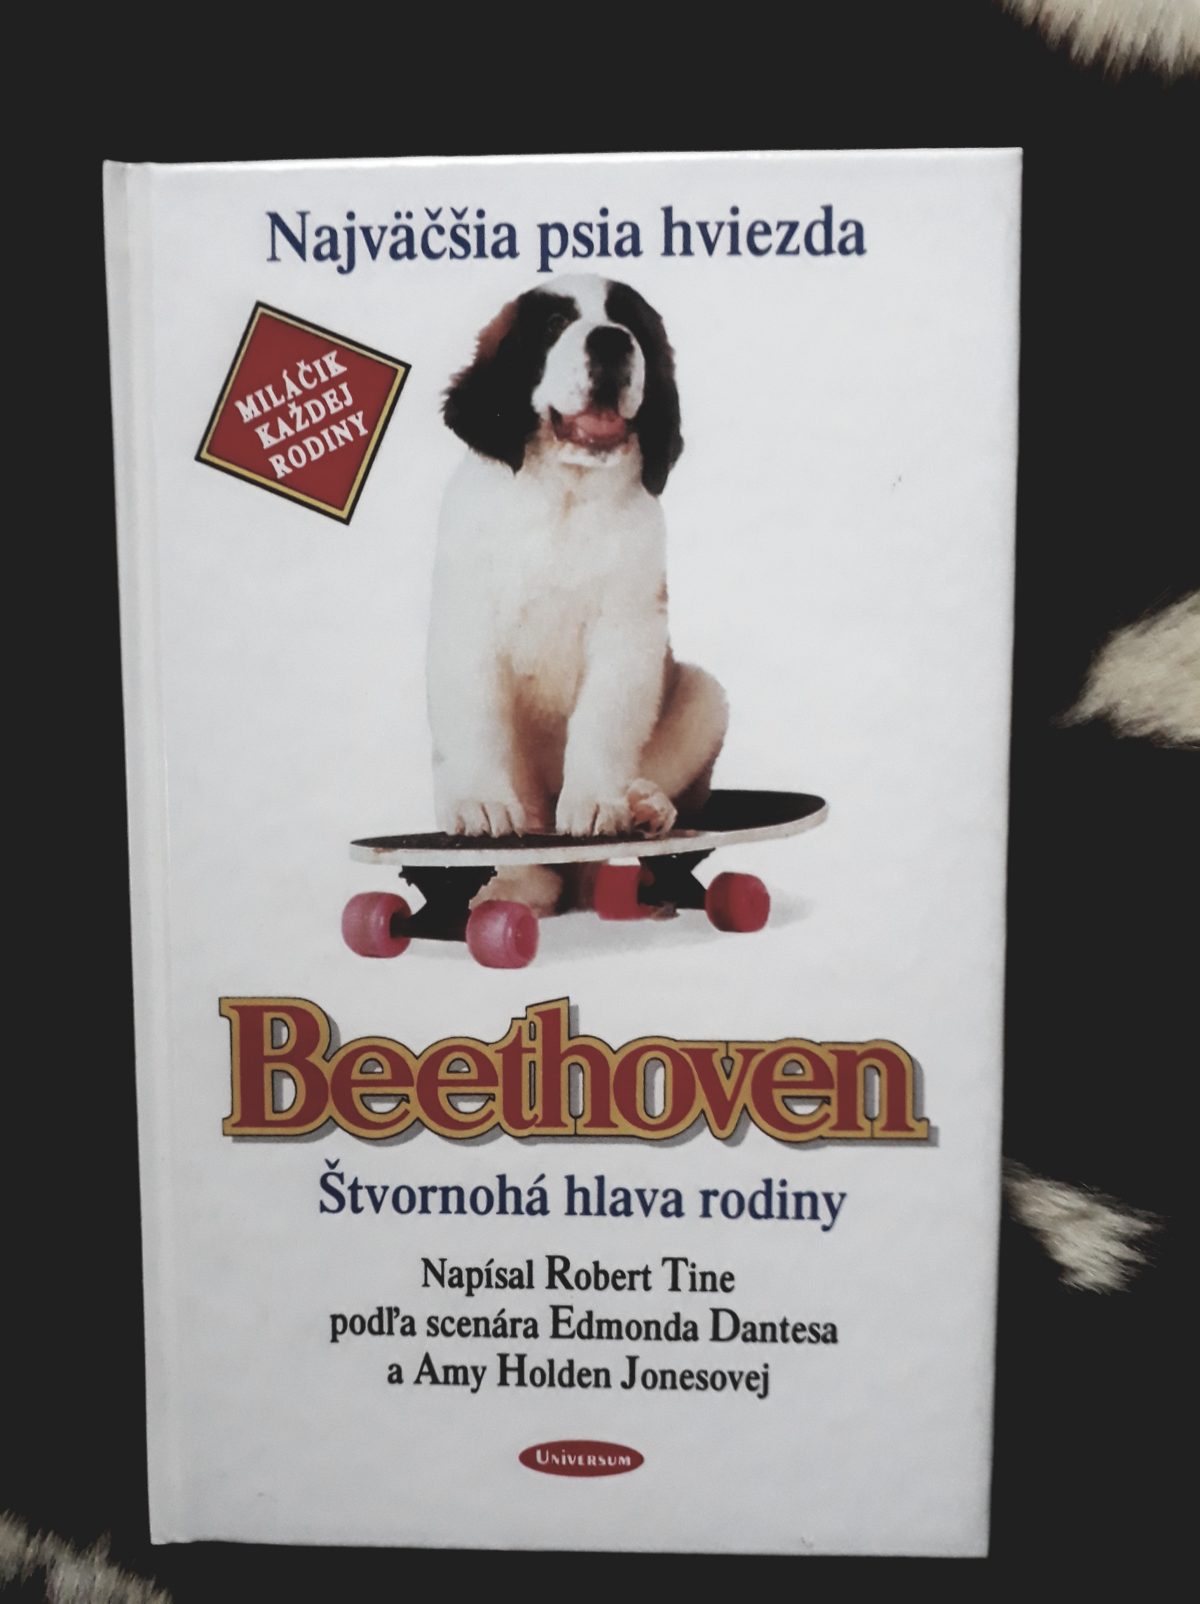 Najväčšia psia hviezda
MILÁČIK
KAŽDEJ
RODINY
Beethoven
Štvornohá hlava rodiny
Napísal Robert Tine
podľa scenára Edmonda Dantesa
a Amy Holden Jonesovej
UNiVERSUM